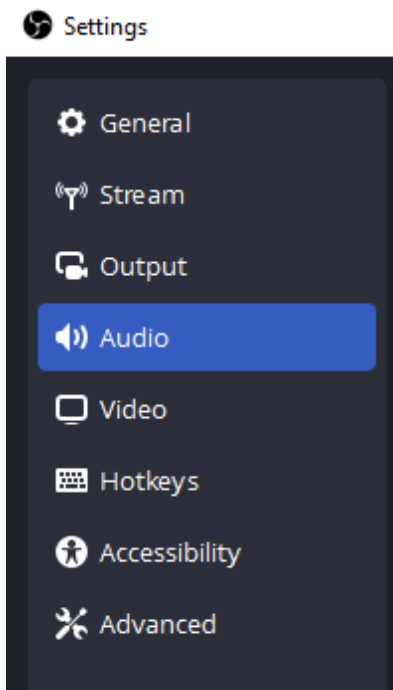 Settings
General
Stream
Output
Audio
Video
Hotkeys
Accessibility
Advanced